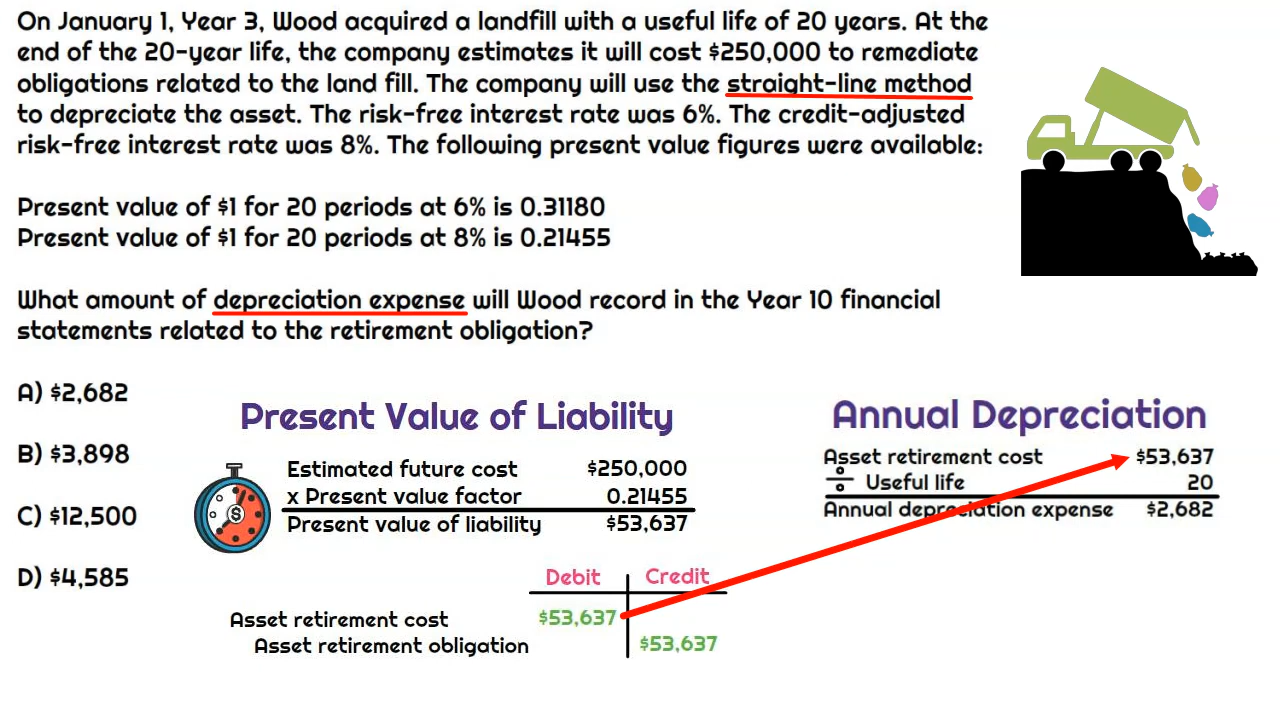 On January 1, Year 3, Wood acquired a landfill with a useful life of 20 years. At the
end of the 20-year life, the company estimates it will cost $250,000 to remediate
obligations related to the land fill. The company will use the straight-line method
to depreciate the asset. The risk-free interest rate was 6%. The credit-adjusted
risk-free interest rate was 8%. The following present value figures were available:
Present value of $1 for 20 periods at 6% is 0.31180
Present value of $1 for 20 periods at 8% is 0.21455
What amount of depreciation expense will Wood record in the Year 10 financial
statements related to the retirement obligation?
A) $2,682
B) $3,898
C) $12,500
D) $4,585
Present Value of Liability
Estimated future cost $250,000
x Present value factor 0.21455
Present value of liability $53,637
$
Debit Credit
Asset retirement cost $53,637
Asset retirement obligation $53,637
Annual Depreciation
Asset retirement cost $53,637
÷ Useful life 20
Annual depreciation expense $2,682